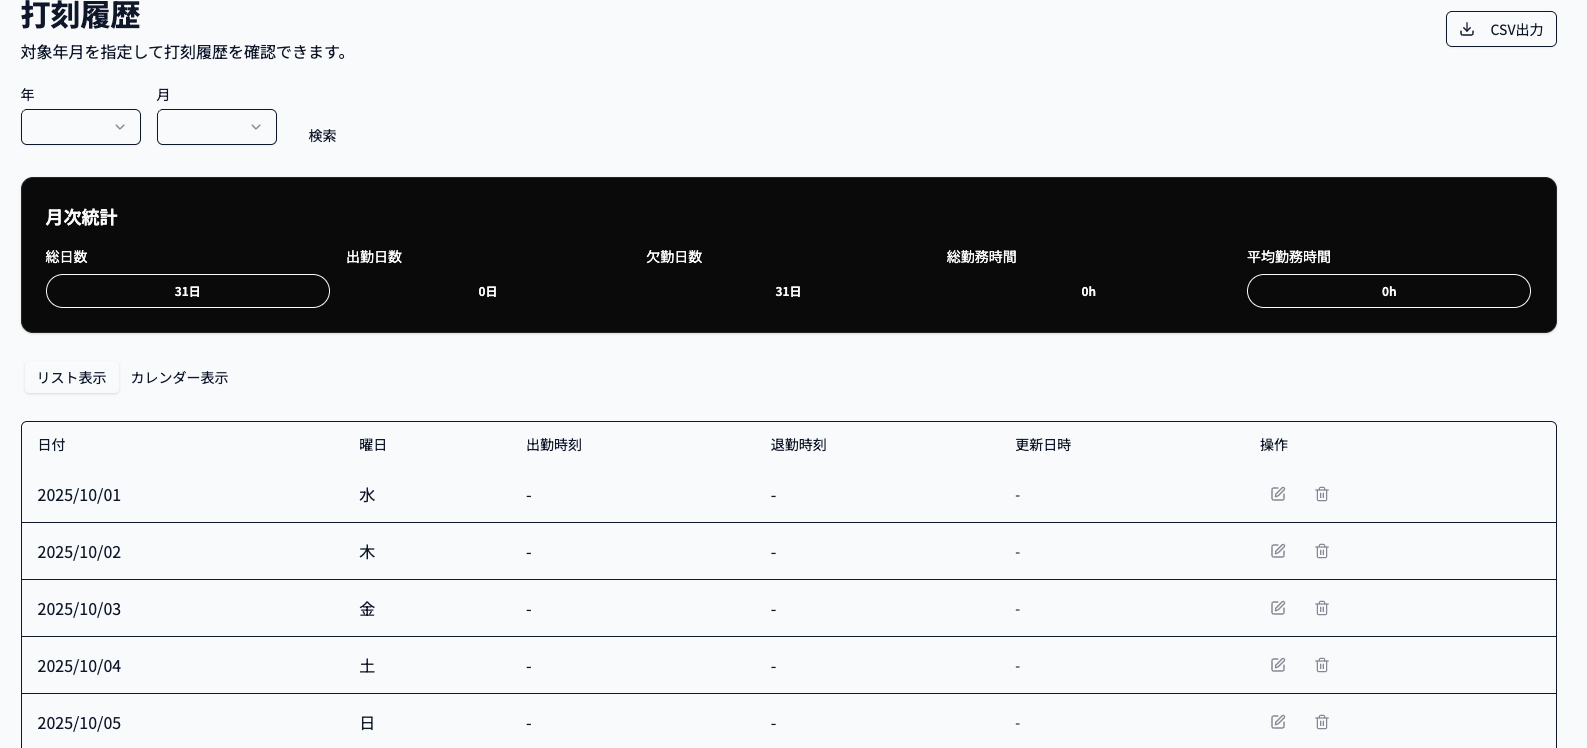 打刻履歴
CSV出力
対象年月を指定して打刻履歴を確認できます。
年 月
検索
月次統計
総日数 出勤日数 欠勤日数 総勤務時間 平均勤務時間
31日 0日 31日 0h 0h
リスト表示 カレンダー表示
日付 曜日 出勤時刻 退勤時刻 更新日時 操作
2025/10/01 水 - - -
2025/10/02 木 - - -
2025/10/03 金 - - -
2025/10/04 土 - - -
2025/10/05 日 - - -